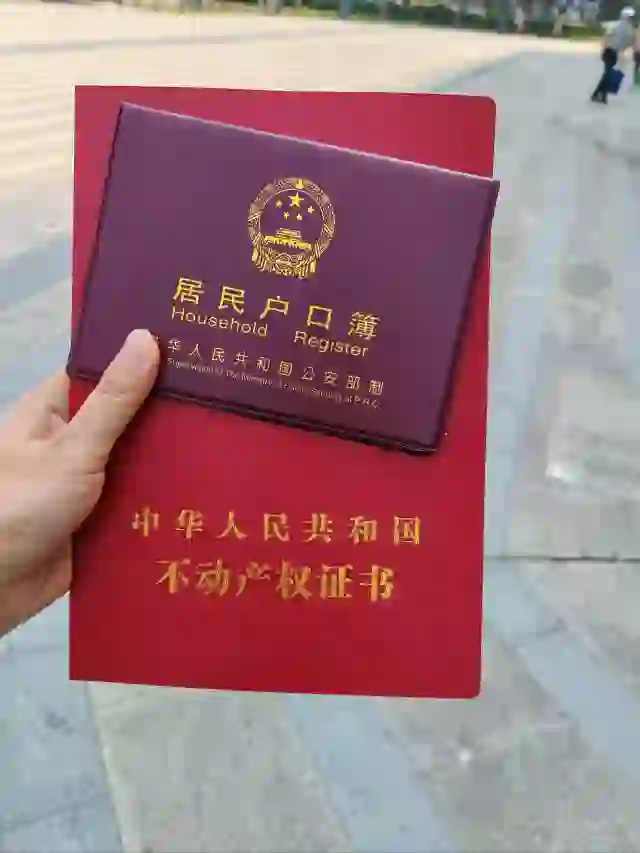 居民户口簿
Household Register
华人民共和国公安部制
中华人民共和国
不动产权证书